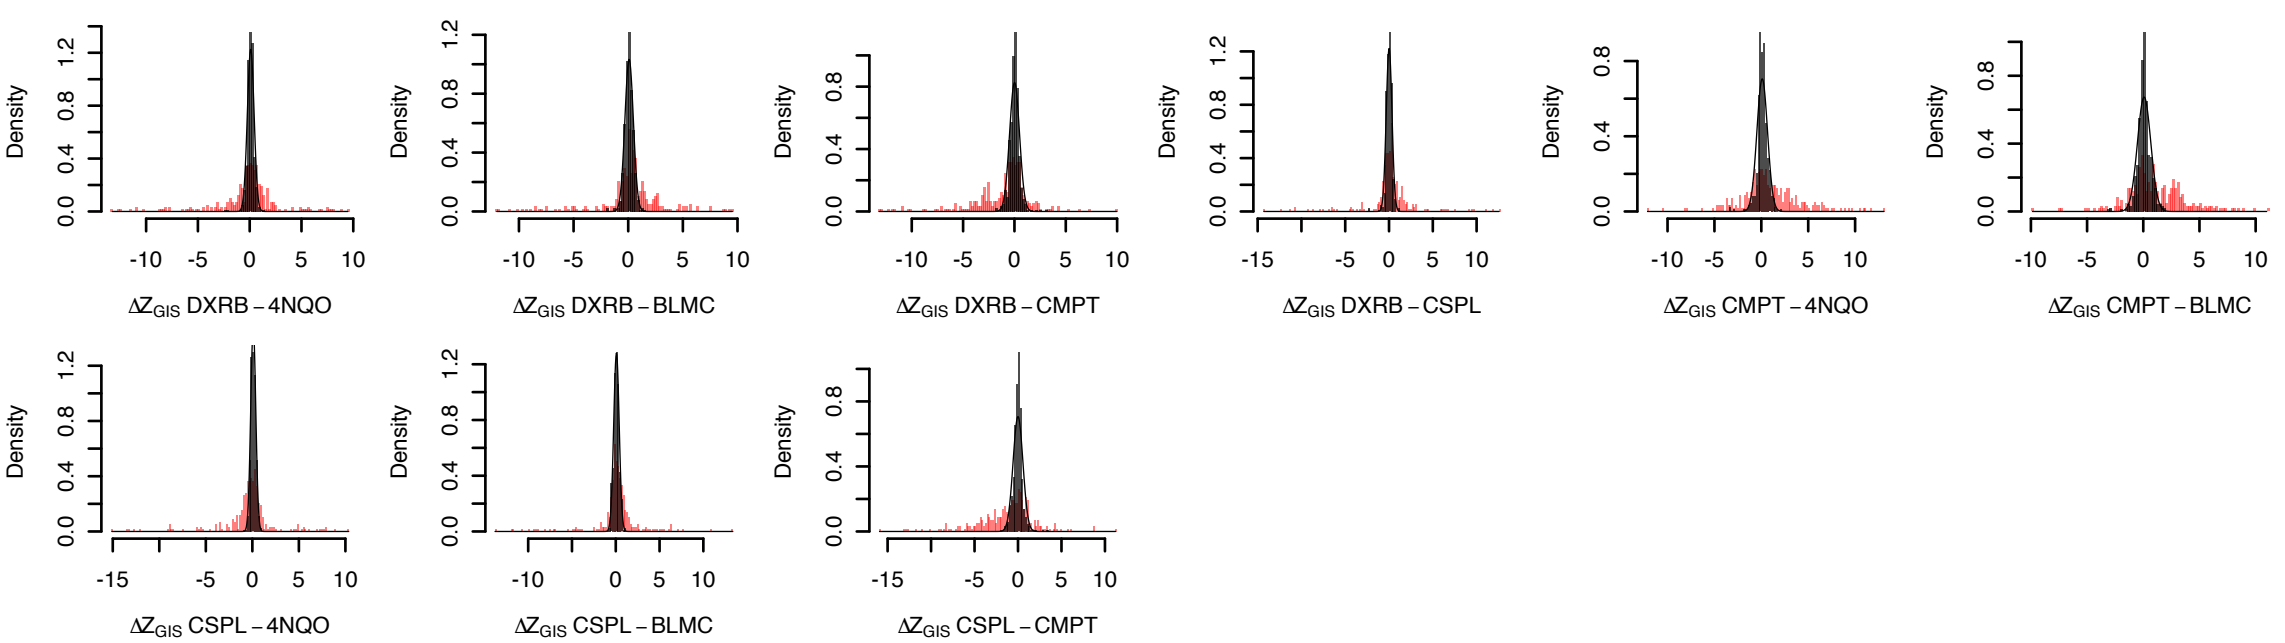 Density
0.0 0.4 0.8 1.2
-10 -5 0 5 10
ΔZGIS DXRB – 4NQO
Density
0.0 0.4 0.8 1.2
-10 -5 0 5 10
ΔZGIS DXRB – BLMC
Density
0.0 0.4 0.8
-10 -5 0 5 10
ΔZGIS DXRB – CMPT
Density
0.0 0.4 0.8 1.2
-15 -5 0 5 10
ΔZGIS DXRB – CSPL
Density
0.0 0.4 0.8
-10 -5 0 5 10
ΔZGIS CMPT – 4NQO
Density
0.0 0.4 0.8
-10 -5 0 5 10
ΔZGIS CMPT – BLMC
Density
0.0 0.4 0.8 1.2
-15 -5 0 5 10
ΔZGIS CSPL – 4NQO
Density
0.0 0.4 0.8 1.2
-10 0 5 10
ΔZGIS CSPL – BLMC
Density
0.0 0.4 0.8
-15 -5 0 5 10
ΔZGIS CSPL – CMPT